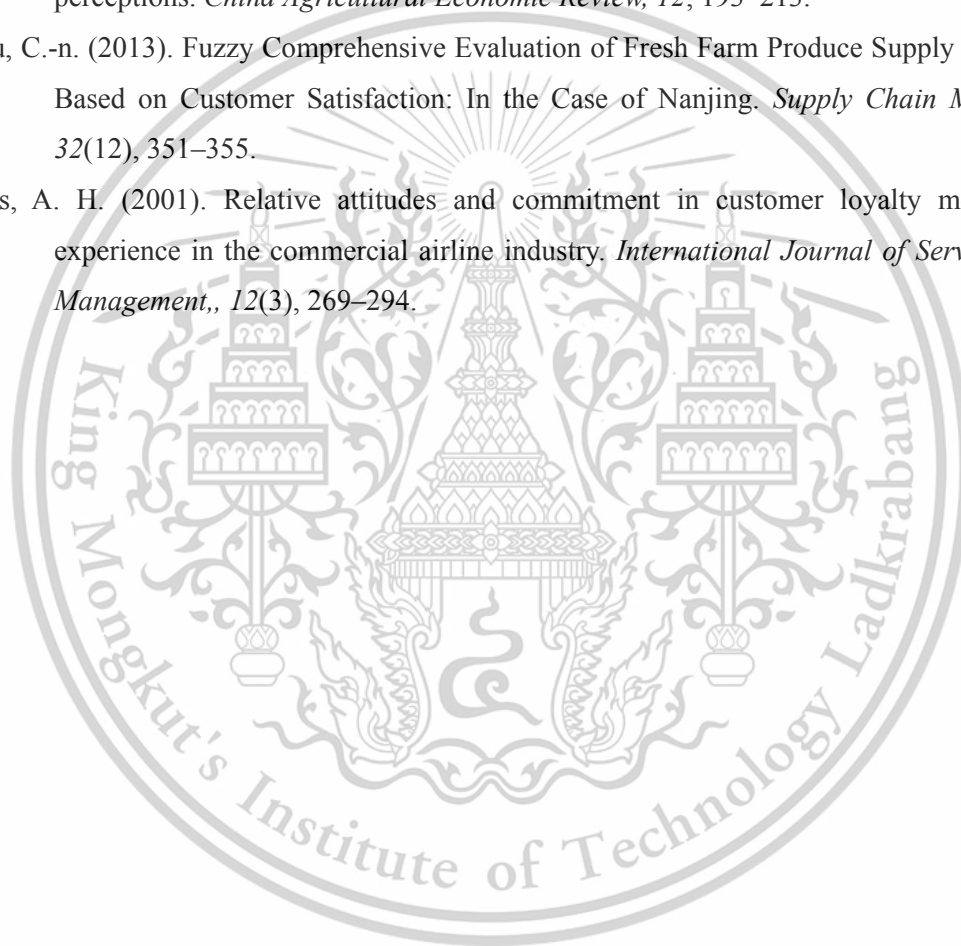 perceptions. China Agricultural Economic Review, 12, 193–213.
u, C.-n. (2013). Fuzzy Comprehensive Evaluation of Fresh Farm Produce Supply
Based on Customer Satisfaction: In the Case of Nanjing. Supply Chain M
32(12), 351–355.
s, A. H. (2001). Relative attitudes and commitment in customer loyalty m
experience in the commercial airline industry. International Journal of Serv
Management,, 12(3), 269–294.
King Mongkut's Institute of Technology Ladkrabang